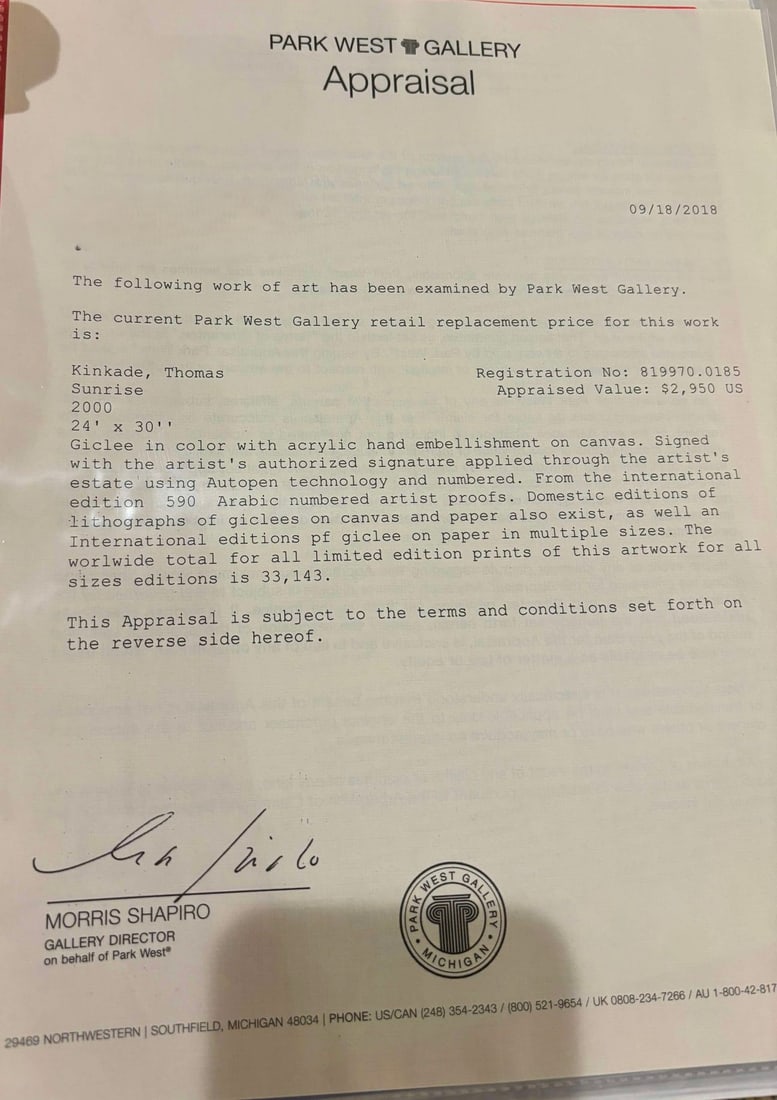 PARK WEST GALLERY
Appraisal
09/18/2018
The following work of art has been examined by Park West Gallery.
The current Park West Gallery retail replacement price for this work
is:
Kinkade, Thomas
Registration No: 819970.0185
Sunrise
Appraised Value: $2,950 US
2000
24' x 30''
Giclee in color with acrylic hand embellishment on canvas. Signed
with the artist's authorized signature applied through the artist's
estate using Autopen technology and numbered. From the international
edition 590 Arabic numbered artist proofs. Domestic editions of
lithographs of giclees on canvas and paper also exist, as well an
International editions pf giclee on paper in multiple sizes. The
worlwide total for all limited edition prints of this artwork for all
sizes editions is 33,143.
This Appraisal is subject to the terms and conditions set forth on
the reverse side hereof.
MORRIS SHAPIRO
GALLERY DIRECTOR
on behalf of Park West®
PARK WEST GALLERY
• MICHIGAN •
29469 NORTHWESTERN | SOUTHFIELD, MICHIGAN 48034 | PHONE: US/CAN (248) 354-2343 / (800) 521-9654 / UK 0808-234-7266 / AU 1-800-42-817